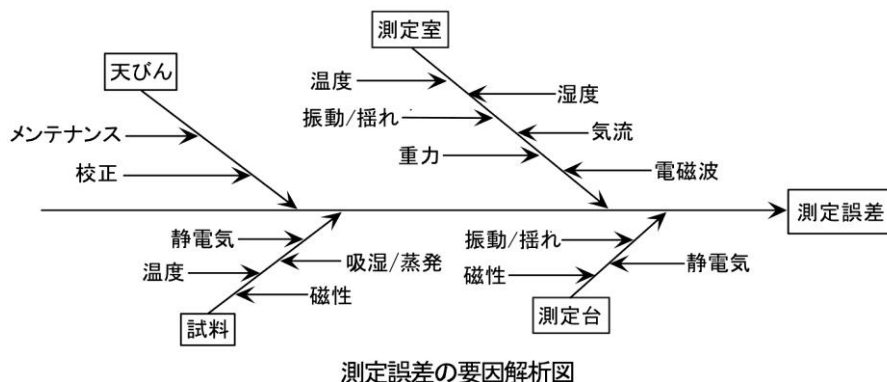 測定室
天びん
温度
湿度
振動/揺れ
気流
メンテナンス
重力
電磁波
校正
測定誤差
静電気
吸湿/蒸発
温度
磁性
試料
振動/揺れ
静電気
磁性
測定台
測定誤差の要因解析図